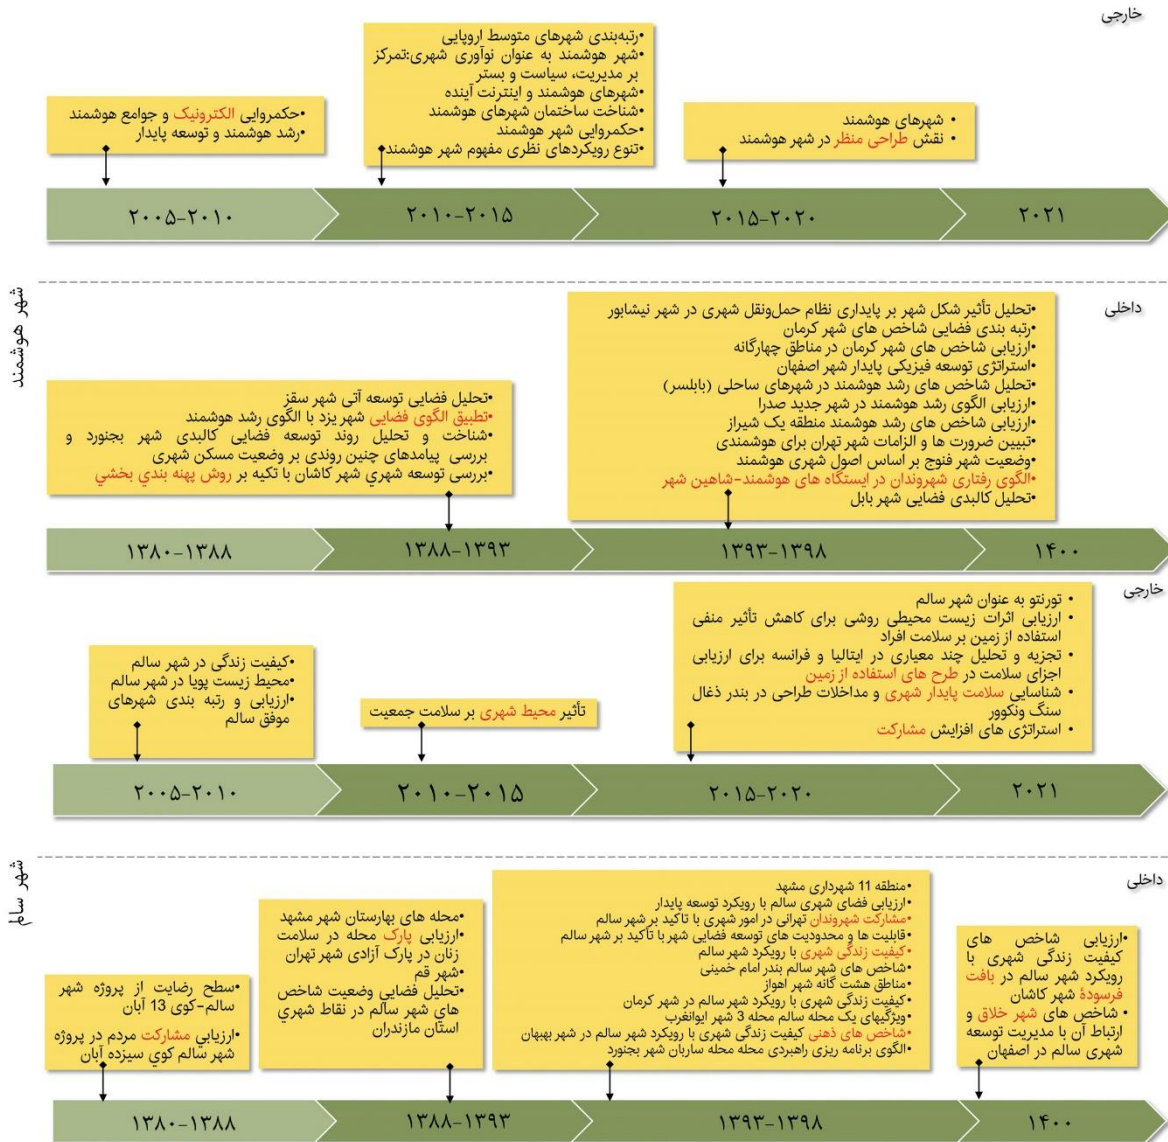 خارجی
•رتبه‌بندی شهرهای متوسط اروپایی
•شهر هوشمند به عنوان نوآوری شهری:تمرکز
بر مدیریت، سیاست و بستر
•شهرهای هوشمند و اینترنت آینده
•شناخت ساختمان شهرهای هوشمند
•حکمروایی شهر هوشمند
•تنوع رویکردهای نظری مفهوم شهر هوشمند
•حکمروایی الکترونیک و جوامع هوشمند
•رشد هوشمند و توسعه پایدار
• شهرهای هوشمند
• نقش طراحی منظر در شهر هوشمند
۲۰۰۵-۲۰۱۰
۲۰۱۰-۲۰۱۵
۲۰۱۵-۲۰۲۰
۲۰۲۱
شهر هوشمند
داخلی
•تحلیل تأثیر شکل شهر بر پایداری نظام حمل‌ونقل شهری در شهر نیشابور
•رتبه بندی فضایی شاخص های شهر کرمان
•ارزیابی شاخص های شهر کرمان در مناطق چهارگانه
•استراتژی توسعه فیزیکی پایدار شهر اصفهان
•تحلیل شاخص های رشد هوشمند در شهرهای ساحلی (بابلسر)
•ارزیابی الگوی رشد هوشمند در شهر جدید صدرا
•ارزیابی شاخص های رشد هوشمند منطقه یک شیراز
•تبیین ضرورت ها و الزامات شهر تهران برای هوشمندی
•وضعیت شهر فنوج بر اساس اصول شهری هوشمند
•الگوی رفتاری شهروندان در ایستگاه های هوشمند-شاهین شهر
•تحلیل کالبدی فضایی شهر بابل
•تحلیل فضایی توسعه آتی شهر سقز
•تطبیق الگوی فضایی شهر یزد با الگوی رشد هوشمند
•شناخت و تحلیل روند توسعه فضایی کالبدی شهر بجنورد و
بررسی پیامدهای چنین روندی بر وضعیت مسکن شهری
•بررسی توسعه شهري شهر کاشان با تکیه بر روش پهنه بندي بخشي
۱۳۸۰-۱۳۸۸
۱۳۸۸-۱۳۹۳
۱۳۹۳-۱۳۹۸
۱۴۰۰
خارجی
• تورنتو به عنوان شهر سالم
• ارزیابی اثرات زیست محیطی روشی برای کاهش تأثیر منفی
استفاده از زمین بر سلامت افراد
• تجزیه و تحلیل چند معیاری در ایتالیا و فرانسه برای ارزیابی
اجزای سلامت در طرح های استفاده از زمین
• شناسایی سلامت پایدار شهری و مداخلات طراحی در بندر ذغال
سنگ ونکوور
• استراتژی های افزایش مشارکت
•کیفیت زندگی در شهر سالم
•محیط زیست پویا در شهر سالم
•ارزیابی و رتبه بندی شهرهای
موفق سالم
تأثیر محیط شهری بر سلامت جمعیت
۲۰۰۵-۲۰۱۰
۲۰۱۰-۲۰۱۵
۲۰۱۵-۲۰۲۰
۲۰۲۱
شهر سالم
داخلی
•منطقه 11 شهرداری مشهد
•ارزیابی فضای شهری سالم با رویکرد توسعه پایدار
•مشارکت شهروندان تهرانی در امور شهری با تاکید بر شهر سالم
•قابلیت ها و محدودیت های توسعه فضایی شهر با تأکید بر شهر سالم
•کیفیت زندگی شهری با رویکرد شهر سالم
•شاخص های شهر سالم بندر امام خمینی
•مناطق هشت گانه شهر اهواز
•کیفیت زندگی شهری با رویکرد شهر سالم در شهر کرمان
•ویژگیهای یک محله سالم محله 3 شهر ایوانغرب
•شاخص های ذهنی کیفیت زندگی شهری با رویکرد شهر سالم در شهر بهبهان
•الگوی برنامه ریزی راهبردی محله محله ساربان شهر بجنورد
•محله های بهارستان شهر مشهد
•ارزیابی پارک محله در سلامت
زنان در پارک آزادی شهر تهران
•شهر قم
•تحلیل فضايي وضعیت شاخص
هاي شهر سالم در نقاط شهري
استان مازندران
•سطح رضایت از پروژه شهر
سالم-کوی 13 آبان
•ارزیابي مشارکت مردم در پروژه
شهر سالم کوي سیزده آبان
•ارزیابی شاخص های
کیفیت زندگی شهری با
رویکرد شهر سالم در بافت
فرسودهٔ شهر کاشان
• شاخص های شهر خلاق و
ارتباط آن با مدیریت توسعه
شهری سالم در اصفهان
۱۳۸۰-۱۳۸۸
۱۳۸۸-۱۳۹۳
۱۳۹۳-۱۳۹۸
۱۴۰۰